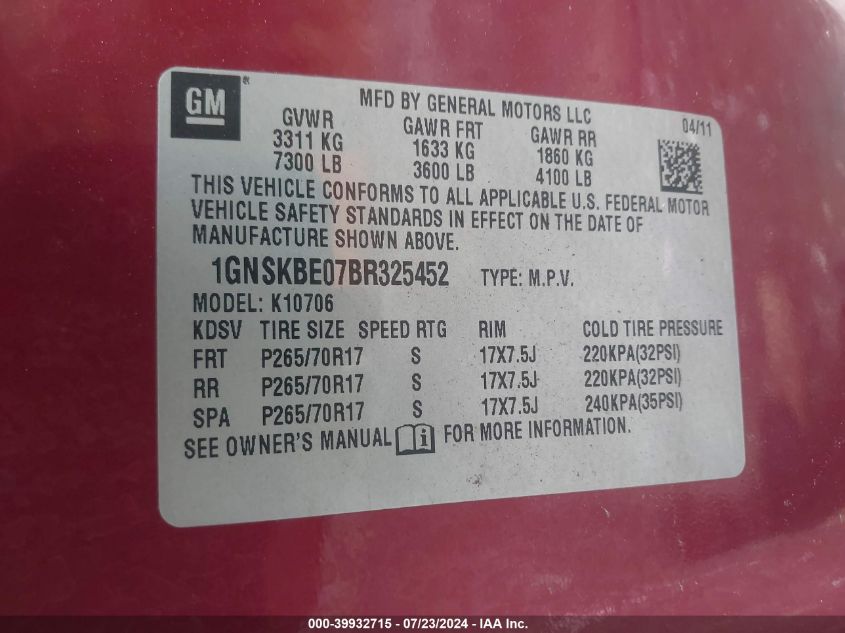 GM®
MFD BY GENERAL MOTORS LLC
04/11
GVWR GAWR FRT GAWR RR
3311 KG 1633 KG 1860 KG
7300 LB 3600 LB 4100 LB
THIS VEHICLE CONFORMS TO ALL APPLICABLE U.S. FEDERAL MOTOR
VEHICLE SAFETY STANDARDS IN EFFECT ON THE DATE OF
MANUFACTURE SHOWN ABOVE.
1GNSKBE07BR325452 TYPE: M.P.V.
MODEL: K10706
KDSV TIRE SIZE SPEED RTG RIM COLD TIRE PRESSURE
FRT P265/70R17 S 17X7.5J 220KPA(32PSI)
RR P265/70R17 S 17X7.5J 220KPA(32PSI)
SPA P265/70R17 S 17X7.5J 240KPA(35PSI)
SEE OWNER'S MANUAL i FOR MORE INFORMATION.
000-39932715 - 07/23/2024 - IAA Inc.